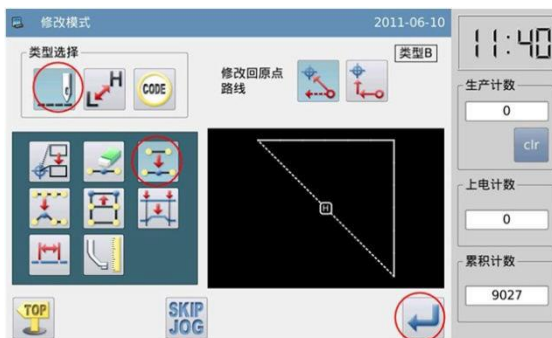 修改模式
2011-06-10
11:40
类型选择
类型B
L H
CODE
修改回原点
路线
生产计数
0
clr
上电计数
0
H
累积计数
9027
TOP
SKIP
JOG